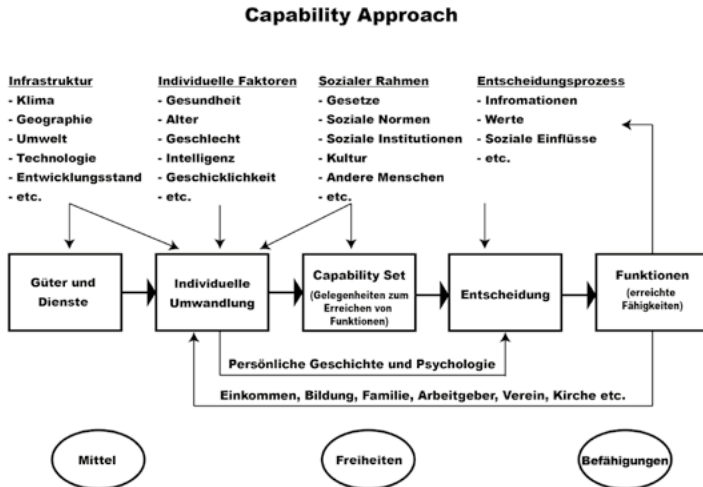 Capability Approach
Infrastruktur
- Klima
- Geographie
- Umwelt
- Technologie
- Entwicklungsstand
- etc.
Individuelle Faktoren
- Gesundheit
- Alter
- Geschlecht
- Intelligenz
- Geschicklichkeit
- etc.
Sozialer Rahmen
- Gesetze
- Soziale Normen
- Soziale Institutionen
- Kultur
- Andere Menschen
- etc.
Entscheidungsprozess
- Infromationen
- Werte
- Soziale Einflüsse
- etc.
Güter und
Dienste
Individuelle
Umwandlung
Capability Set
(Gelegenheiten zum
Erreichen von
Funktionen)
Entscheidung
Funktionen
(erreichte
Fähigkeiten)
Persönliche Geschichte und Psychologie
Einkommen, Bildung, Familie, Arbeitgeber, Verein, Kirche etc.
Mittel
Freiheiten
Befähigungen